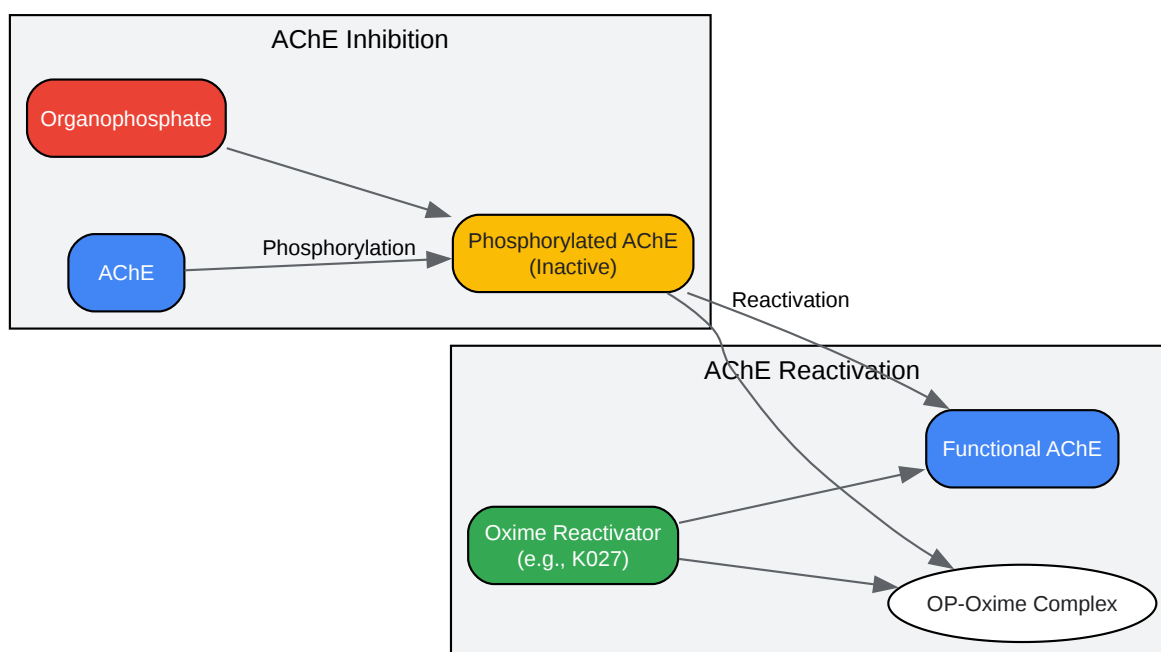 AChE Inhibition
Organophosphate
AChE
Phosphorylation
Phosphorylated AChE
(Inactive)
Reactivation
AChE Reactivation
Functional AChE
Oxime Reactivator
(e.g., K027)
OP-Oxime Complex